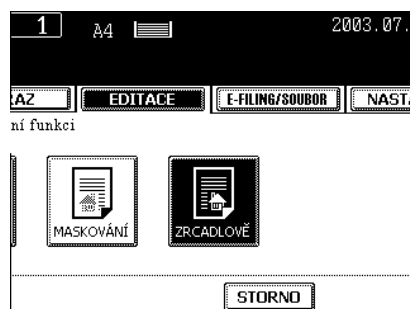 1 A4 2003.07.
AZ EDITACE E-FILING/SOUBOR NAST
ní funkci
MASKOVÁNÍ ZRCADLOVĚ
STORNO